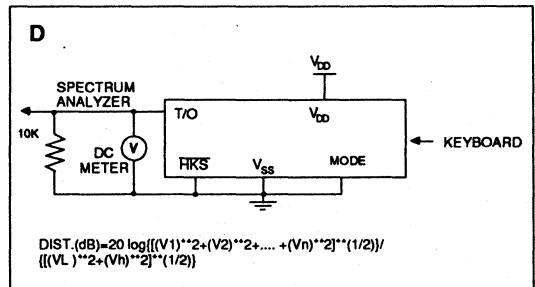 D
V_DD
SPECTRUM
ANALYZER
T/O
V_DD
10K
DC
METER
V
KEYBOARD
HKS
V_SS
MODE
DIST.(dB)=20 log{[(V1)**2+(V2)**2+.... +(Vn)**2]**(1/2)}/
{[(VL )**2+(Vh)**2]**(1/2)}